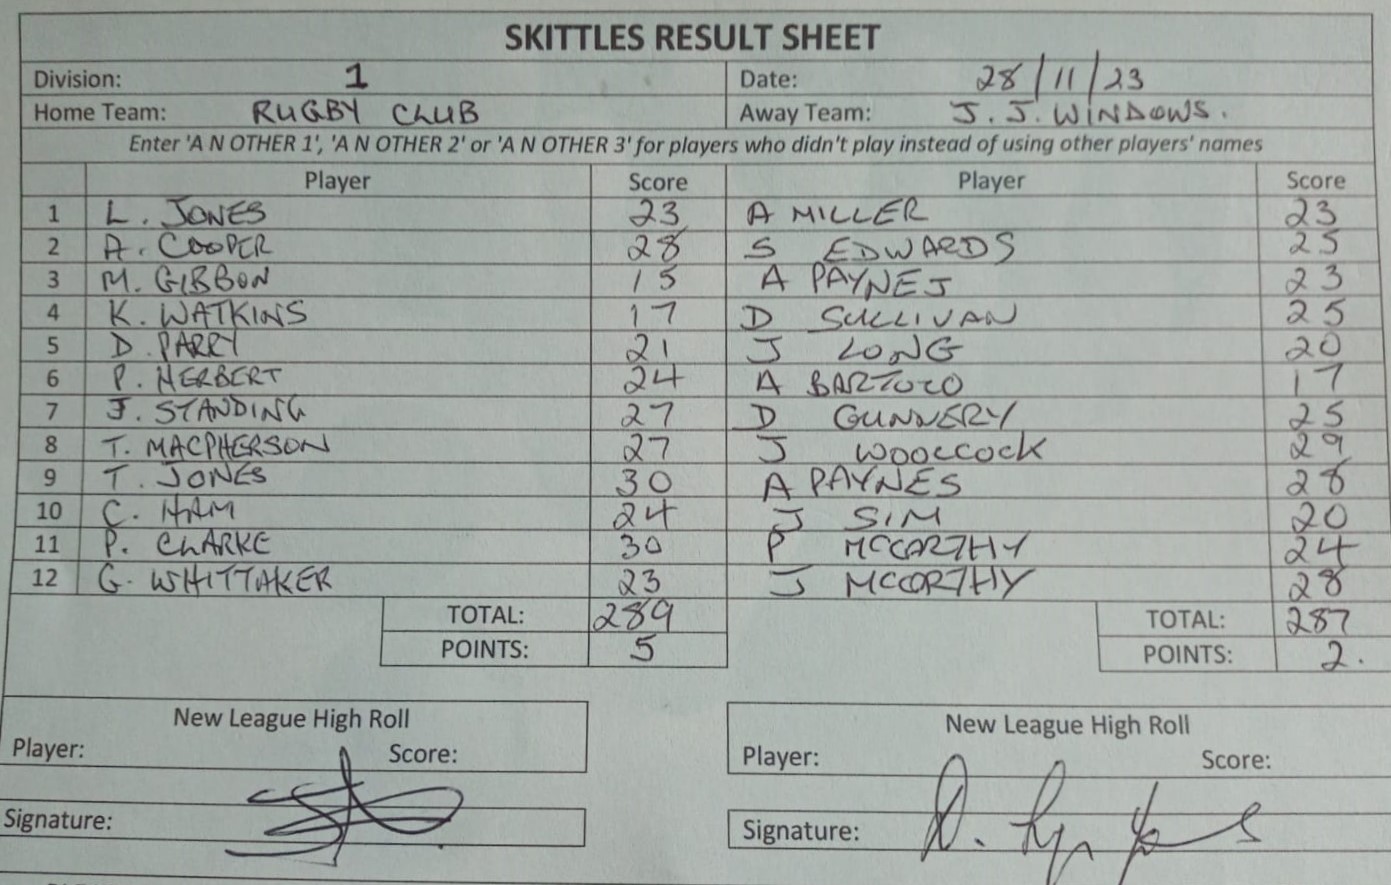 SKITTLES RESULT SHEET
Division: 1 Date: 28/11/23
Home Team: RUGBY CLUB Away Team: J.J. WINDOWS.
Enter 'A N OTHER 1', 'A N OTHER 2' or 'A N OTHER 3' for players who didn't play instead of using other players' names
Player Score Player Score
1 L. JONES 23 A MILLER 23
2 A. COOPER 28 S EDWARDS 25
3 M. GIBBON 15 A PAYNE J 23
4 K. WATKINS 17 D SULLIVAN 25
5 D. PARRY 21 J LONG 20
6 P. HERBERT 24 A BARTOLO 17
7 J. STANDING 27 D GUNNERY 25
8 T. MACPHERSON 27 J WOOLCOCK 29
9 T. JONES 30 A PAYNE S 28
10 C. HAM 24 J SIM 20
11 P. CLARKE 30 P MCCARTHY 24
12 G. WHITTAKER 23 J MCCORTHY 28
TOTAL: 289 TOTAL: 287
POINTS: 5 POINTS: 2.
New League High Roll New League High Roll
Player: Score: Player: Score:
Signature: Signature: